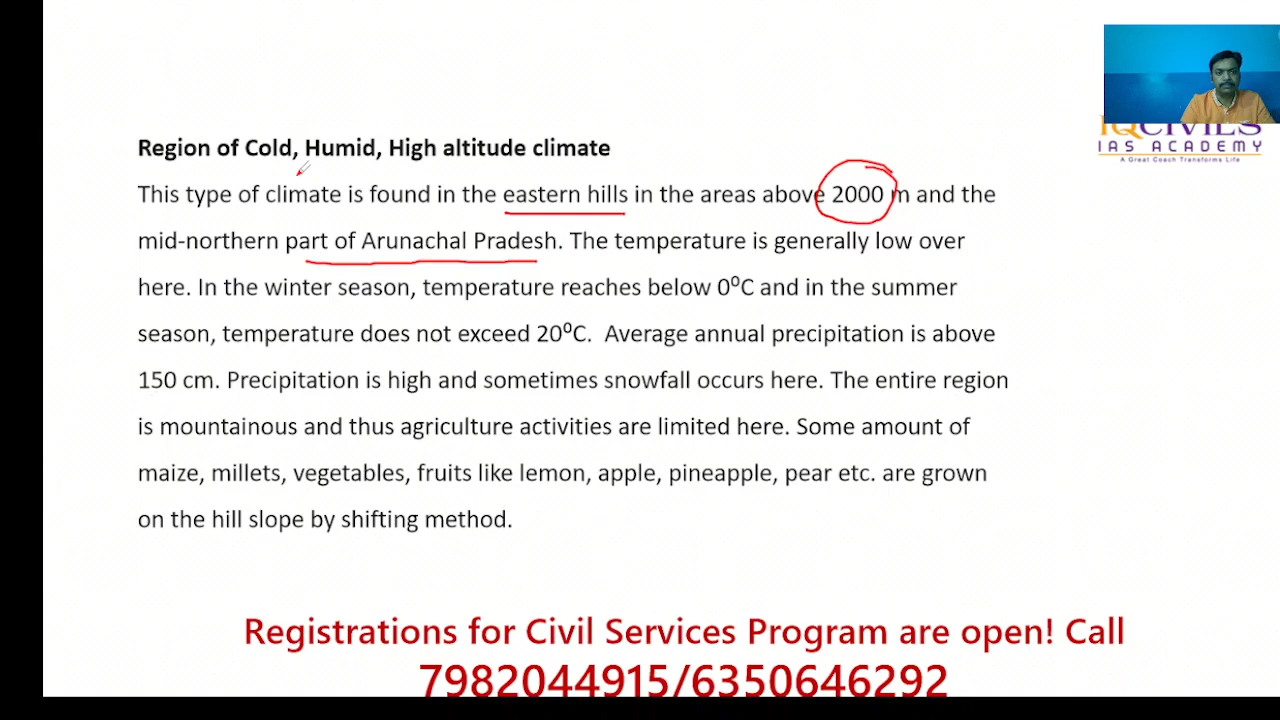 IQCIVILS
IAS ACADEMY
A Great Coach Transforms Life
Region of Cold, Humid, High altitude climate
This type of climate is found in the eastern hills in the areas above 2000 m and the
mid-northern part of Arunachal Pradesh. The temperature is generally low over
here. In the winter season, temperature reaches below 0⁰C and in the summer
season, temperature does not exceed 20⁰C. Average annual precipitation is above
150 cm. Precipitation is high and sometimes snowfall occurs here. The entire region
is mountainous and thus agriculture activities are limited here. Some amount of
maize, millets, vegetables, fruits like lemon, apple, pineapple, pear etc. are grown
on the hill slope by shifting method.
Registrations for Civil Services Program are open! Call
7982044915/6350646292